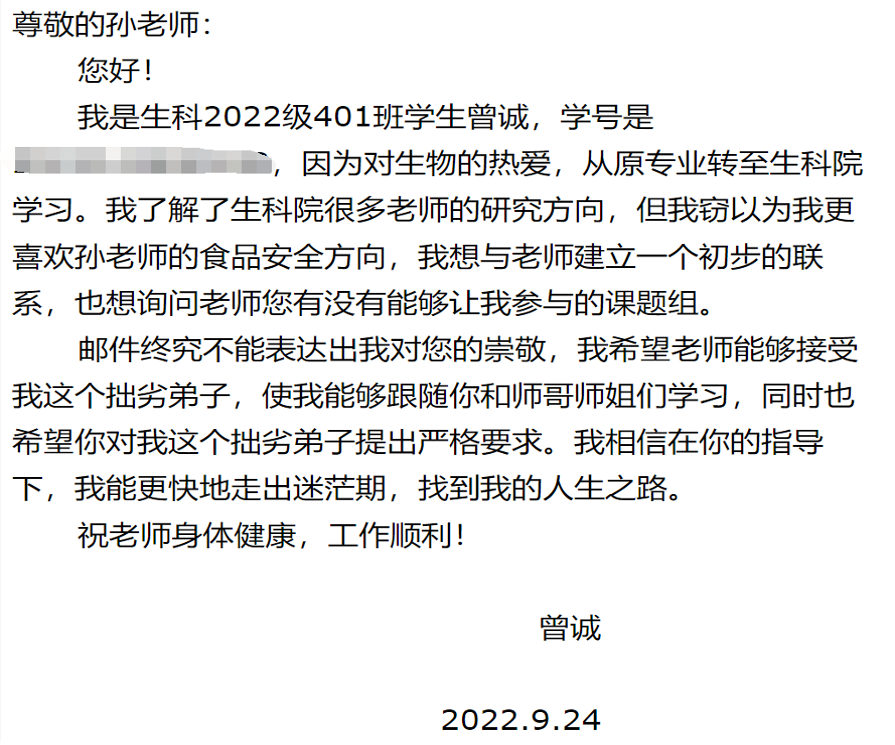 尊敬的孙老师：
您好！
我是生科2022级401班学生曾诚，学号是
，因为对生物的热爱，从原专业转至生科院
学习。我了解了生科院很多老师的研究方向，但我窃以为我更
喜欢孙老师的食品安全方向，我想与老师建立一个初步的联
系，也想询问老师您有没有能够让我参与的课题组。
邮件终究不能表达出我对您的崇敬，我希望老师能够接受
我这个拙劣弟子，使我能够跟随你和师哥师姐们学习，同时也
希望你对我这个拙劣弟子提出严格要求。我相信在你的指导
下，我能更快地走出迷茫期，找到我的人生之路。
祝老师身体健康，工作顺利！
曾诚
2022.9.24